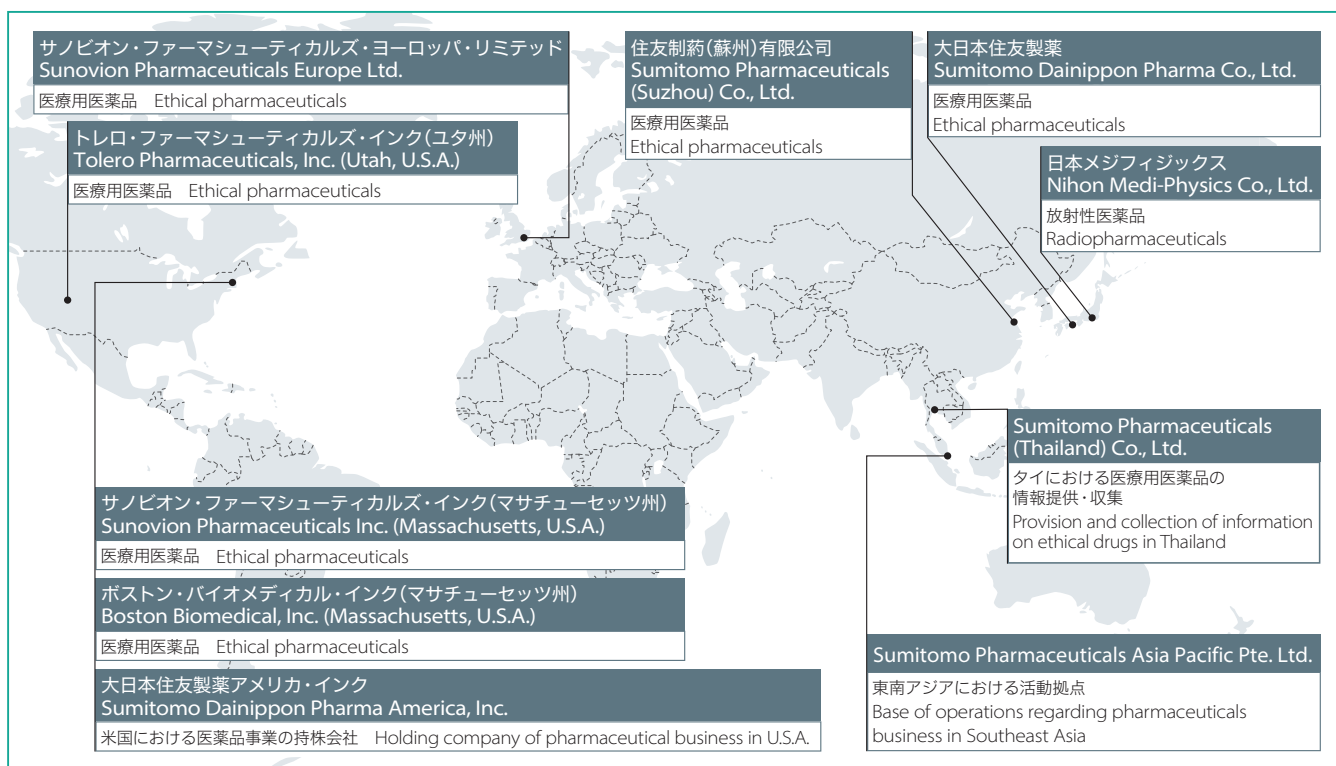 サノビオン・ファーマシューティカルズ・ヨーロッパ・リミテッド
Sunovion Pharmaceuticals Europe Ltd.
医療用医薬品 Ethical pharmaceuticals
トレロ・ファーマシューティカルズ・インク(ユタ州)
Tolero Pharmaceuticals, Inc. (Utah, U.S.A.)
医療用医薬品 Ethical pharmaceuticals
住友制葯(蘇州)有限公司
Sumitomo Pharmaceuticals
(Suzhou) Co., Ltd.
医療用医薬品
Ethical pharmaceuticals
大日本住友製薬
Sumitomo Dainippon Pharma Co., Ltd.
医療用医薬品
Ethical pharmaceuticals
日本メジフィジックス
Nihon Medi-Physics Co., Ltd.
放射性医薬品
Radiopharmaceuticals
Sumitomo Pharmaceuticals
(Thailand) Co., Ltd.
タイにおける医療用医薬品の
情報提供・収集
Provision and collection of information
on ethical drugs in Thailand
サノビオン・ファーマシューティカルズ・インク(マサチューセッツ州)
Sunovion Pharmaceuticals Inc. (Massachusetts, U.S.A.)
医療用医薬品 Ethical pharmaceuticals
ボストン・バイオメディカル・インク(マサチューセッツ州)
Boston Biomedical, Inc. (Massachusetts, U.S.A.)
医療用医薬品 Ethical pharmaceuticals
大日本住友製薬アメリカ・インク
Sumitomo Dainippon Pharma America, Inc.
米国における医薬品事業の持株会社 Holding company of pharmaceutical business in U.S.A.
Sumitomo Pharmaceuticals Asia Pacific Pte. Ltd.
東南アジアにおける活動拠点
Base of operations regarding pharmaceuticals
business in Southeast Asia